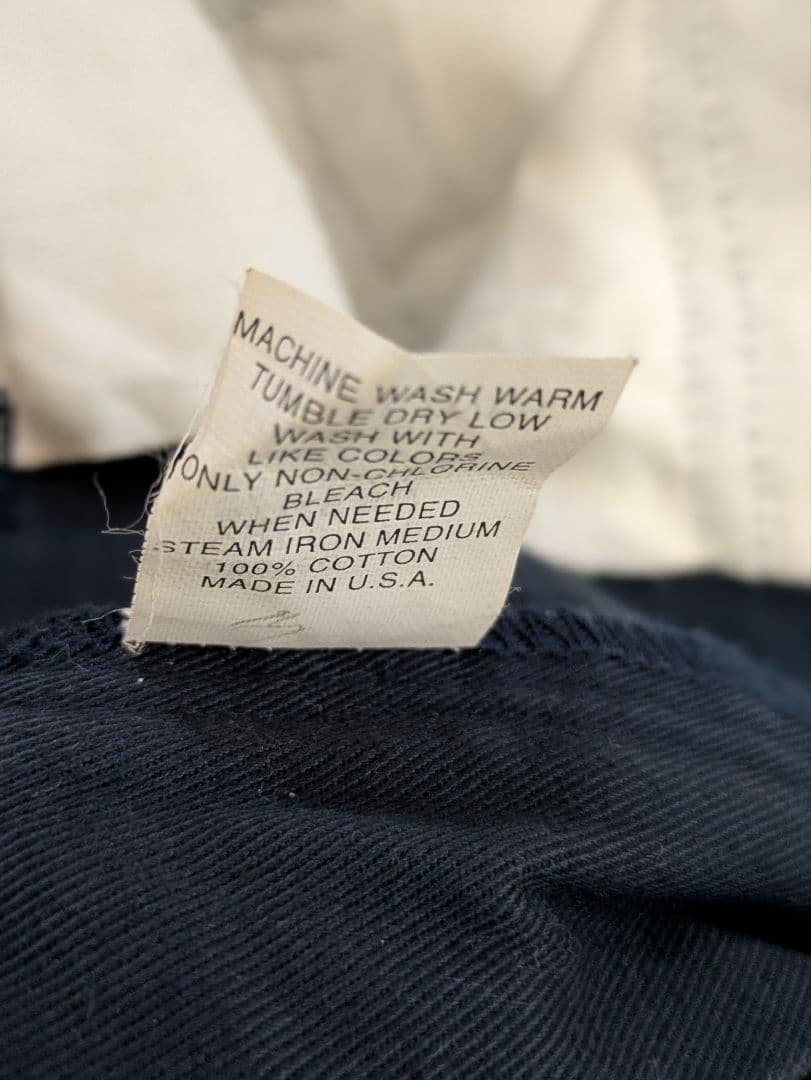 MACHINE WASH WARM
TUMBLE DRY LOW
WASH WITH
LIKE COLORS
ONLY NON-CHLORINE
BLEACH
WHEN NEEDED
STEAM IRON MEDIUM
100% COTTON
MADE IN U.S.A.